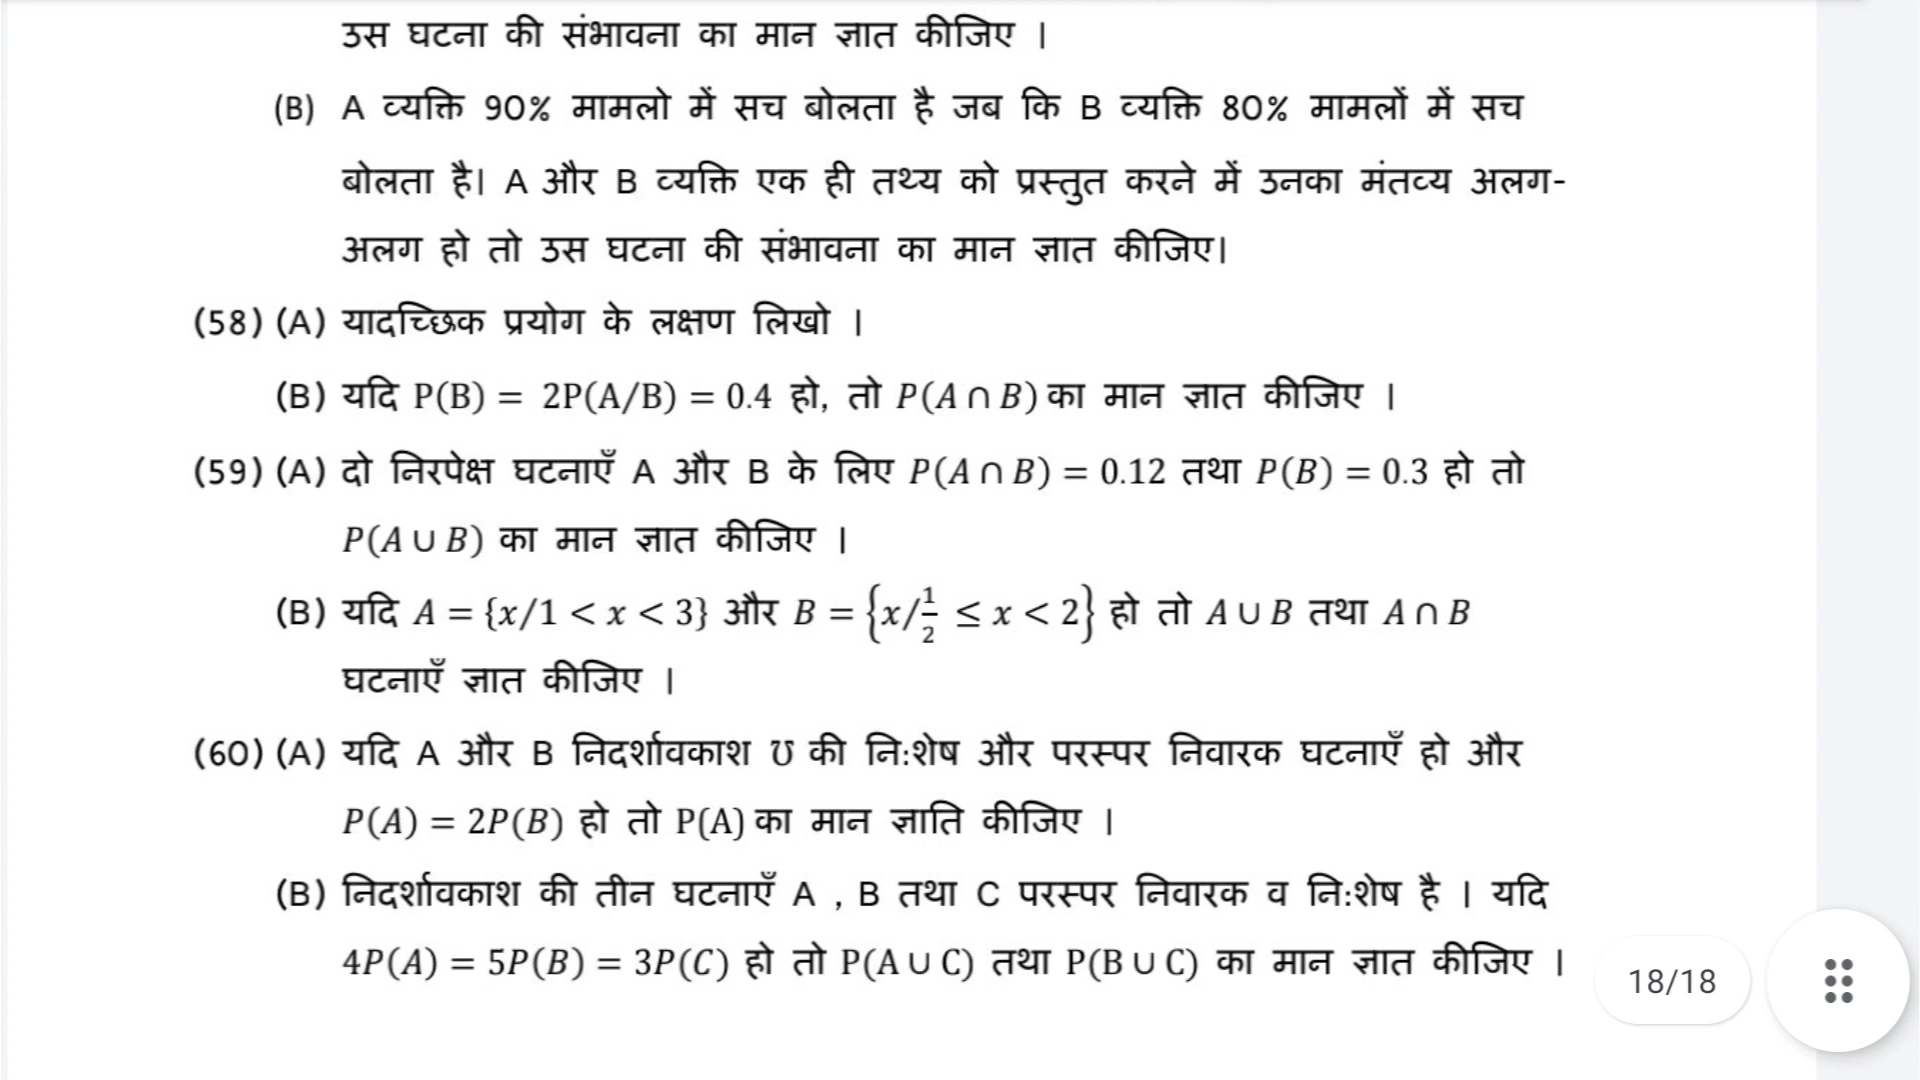 उस घटना की संभावना का मान ज्ञात कीजिए ।
(B) A व्यक्ति 90% मामलो में सच बोलता है जब कि B व्यक्ति 80% मामलों में सच
बोलता है। A और B व्यक्ति एक ही तथ्य को प्रस्तुत करने में उनका मंतव्य अलग-
अलग हो तो उस घटना की संभावना का मान ज्ञात कीजिए।
(58) (A) यादच्छिक प्रयोग के लक्षण लिखो ।
(B) यदि P(B) = 2P(A/B) = 0.4 हो, तो P(A ∩ B) का मान ज्ञात कीजिए ।
(59) (A) दो निरपेक्ष घटनाएँ A और B के लिए P(A ∩ B) = 0.12 तथा P(B) = 0.3 हो तो
P(A ∪ B) का मान ज्ञात कीजिए ।
(B) यदि A = {x/1 < x < 3} और B = {x/1/2 ≤ x < 2} हो तो A ∪ B तथा A ∩ B
घटनाएँ ज्ञात कीजिए ।
(60) (A) यदि A और B निदर्शावकाश ʊ की नि:शेष और परस्पर निवारक घटनाएँ हो और
P(A) = 2P(B) हो तो P(A) का मान ज्ञाति कीजिए ।
(B) निदर्शावकाश की तीन घटनाएँ A , B तथा C परस्पर निवारक व नि:शेष है । यदि
4P(A) = 5P(B) = 3P(C) हो तो P(A ∪ C) तथा P(B ∪ C) का मान ज्ञात कीजिए ।
18/18